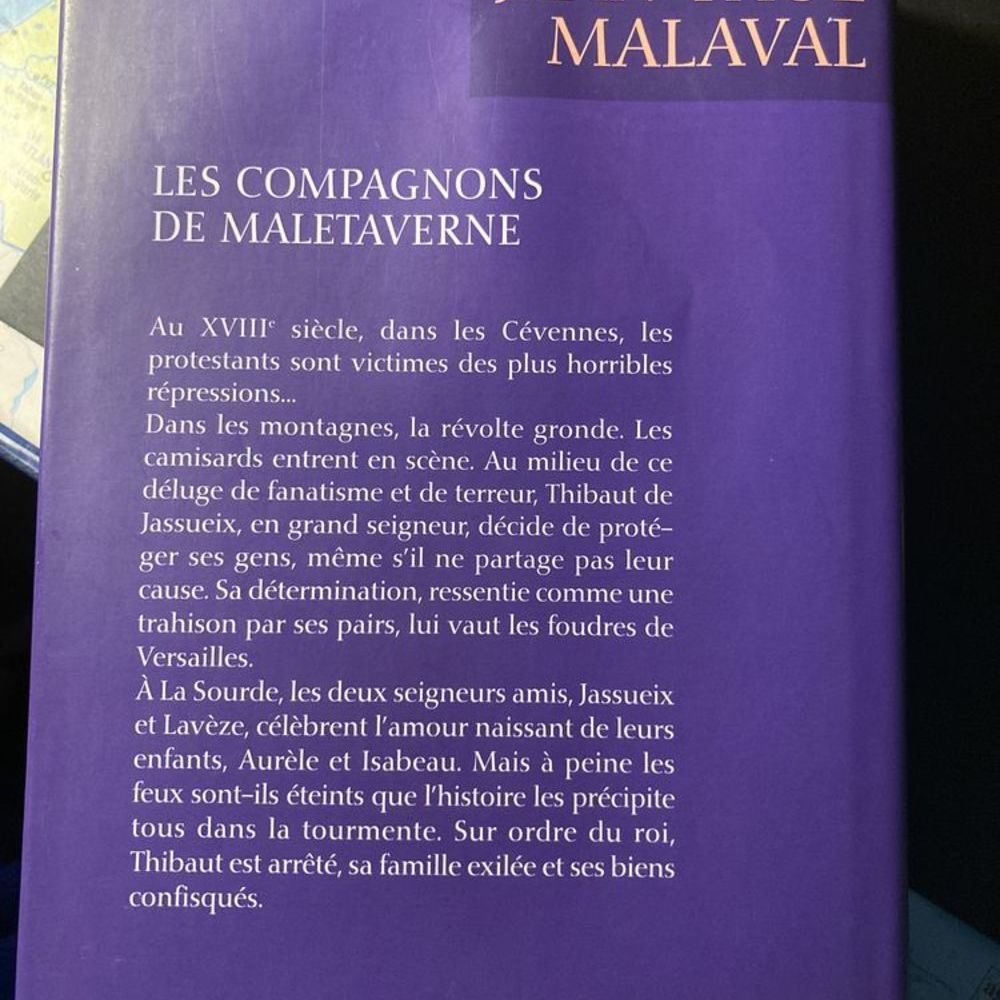 MALAVAL
LES COMPAGNONS
DE MALETAVERNE
Au XVIIIe siècle, dans les Cévennes, les
protestants sont victimes des plus horribles
répressions...
Dans les montagnes, la révolte gronde. Les
camisards entrent en scène. Au milieu de ce
déluge de fanatisme et de terreur, Thibaut de
Jassueix, en grand seigneur, décide de proté-
ger ses gens, même s'il ne partage pas leur
cause. Sa détermination, ressentie comme une
trahison par ses pairs, lui vaut les foudres de
Versailles.
À La Sourde, les deux seigneurs amis, Jassueix
et Lavèze, célèbrent l'amour naissant de leurs
enfants, Aurèle et Isabeau. Mais à peine les
feux sont-ils éteints que l'histoire les précipite
tous dans la tourmente. Sur ordre du roi,
Thibaut est arrêté, sa famille exilée et ses biens
confisqués.